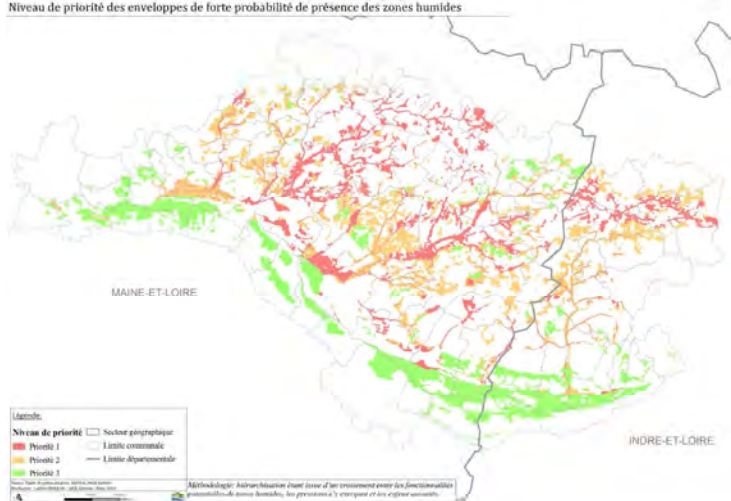 Niveau de priorité des enveloppes de forte probabilité de présence des zones humides
MAINE-ET-LOIRE
INDRE-ET-LOIRE
Légende
Niveau de priorité
Priorité 1
Priorité 2
Priorité 3
Secteur géographique
Limite communale
Limite départementale
Méthodologie: hiérarchisation étant issue d'un croisement entre les fonctionnalités
potentielles de zones humides, les pressions s'y exerçant et les enjeux associés.